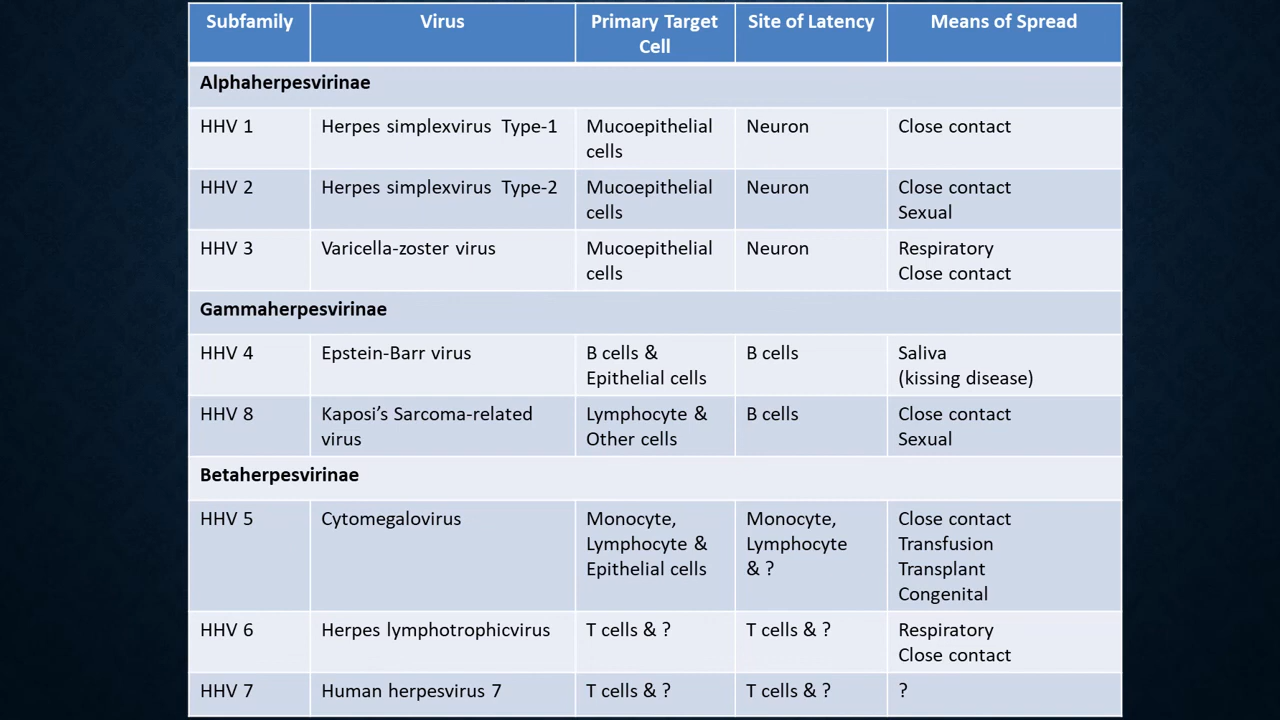 Subfamily Virus Primary Target Cell Site of Latency Means of Spread
Alphaherpesvirinae
HHV 1 Herpes simplexvirus Type-1 Mucoepithelial cells Neuron Close contact
HHV 2 Herpes simplexvirus Type-2 Mucoepithelial cells Neuron Close contact Sexual
HHV 3 Varicella-zoster virus Mucoepithelial cells Neuron Respiratory Close contact
Gammaherpesvirinae
HHV 4 Epstein-Barr virus B cells & Epithelial cells B cells Saliva (kissing disease)
HHV 8 Kaposi’s Sarcoma-related virus Lymphocyte & Other cells B cells Close contact Sexual
Betaherpesvirinae
HHV 5 Cytomegalovirus Monocyte, Lymphocyte & Epithelial cells Monocyte, Lymphocyte & ? Close contact Transfusion Transplant Congenital
HHV 6 Herpes lymphotrophicvirus T cells & ? T cells & ? Respiratory Close contact
HHV 7 Human herpesvirus 7 T cells & ? T cells & ? ?